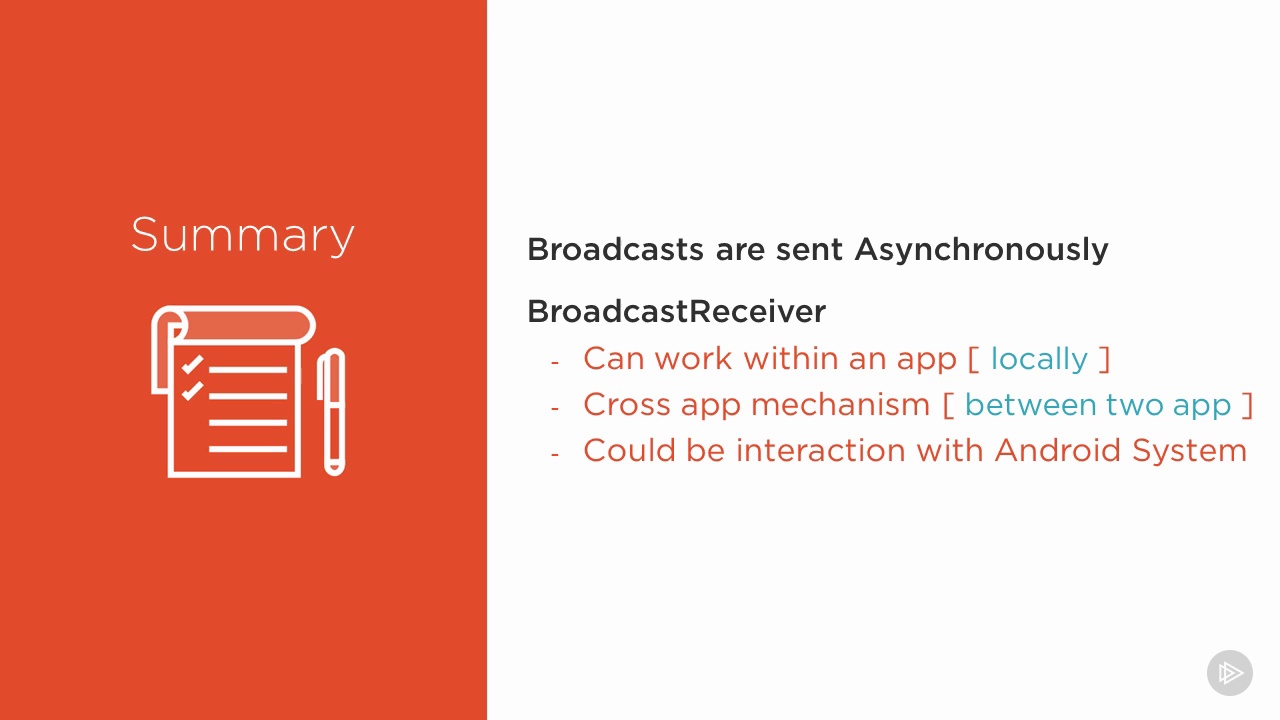 Summary
Broadcasts are sent Asynchronously
BroadcastReceiver
- Can work within an app [ locally ]
- Cross app mechanism [ between two app ]
- Could be interaction with Android System